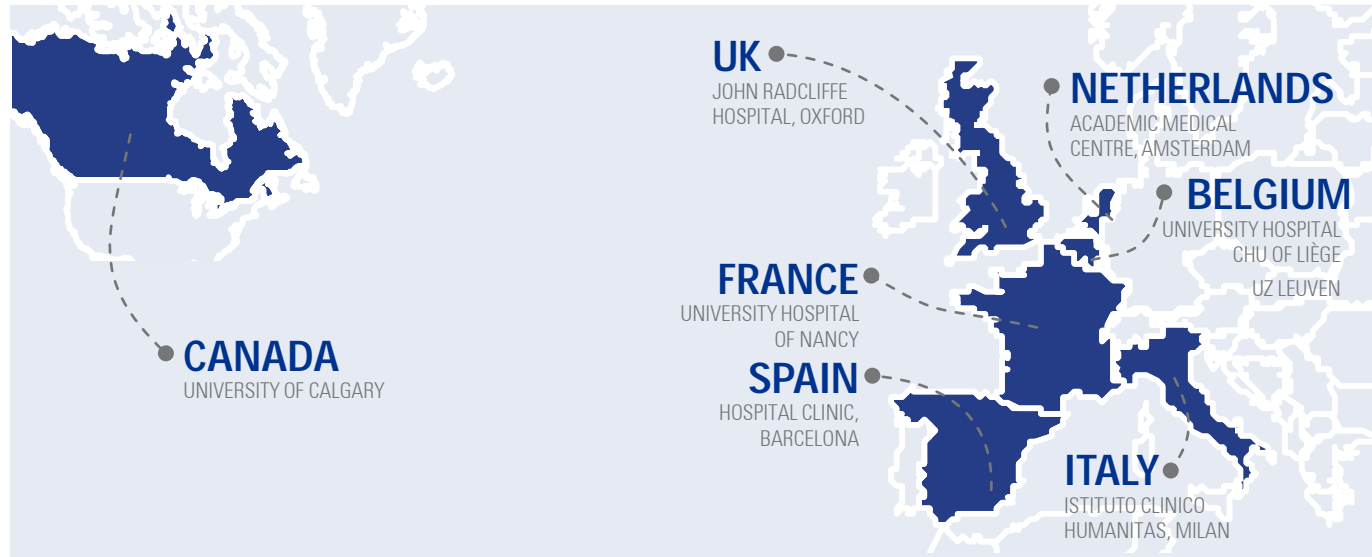 UK
JOHN RADCLIFFE
HOSPITAL, OXFORD
NETHERLANDS
ACADEMIC MEDICAL
CENTRE, AMSTERDAM
BELGIUM
UNIVERSITY HOSPITAL
CHU OF LIÈGE
UZ LEUVEN
FRANCE
UNIVERSITY HOSPITAL
OF NANCY
CANADA
UNIVERSITY OF CALGARY
SPAIN
HOSPITAL CLINIC,
BARCELONA
ITALY
ISTITUTO CLINICO
HUMANITAS, MILAN